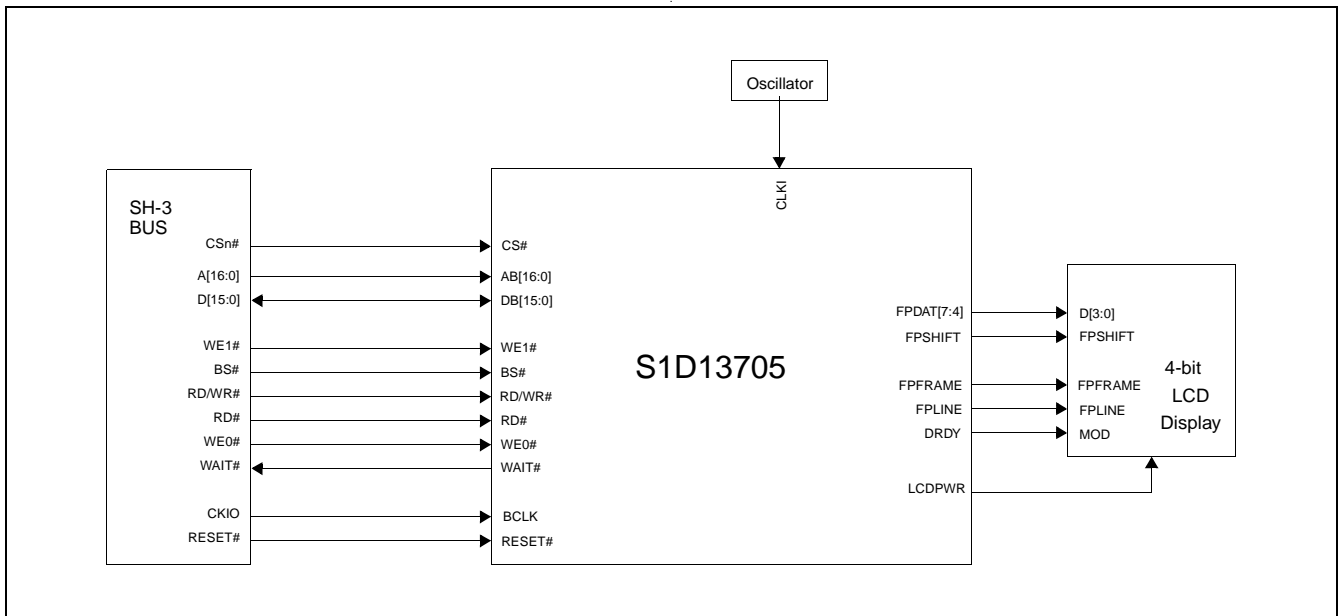 Oscillator
CLKI
SH-3
BUS
CSn#
A[16:0]
D[15:0]
WE1#
BS#
RD/WR#
RD#
WE0#
WAIT#
CKIO
RESET#
CS#
AB[16:0]
DB[15:0]
WE1#
BS#
RD/WR#
RD#
WE0#
WAIT#
BCLK
RESET#
S1D13705
FPDAT[7:4]
FPSHIFT
FPFRAME
FPLINE
DRDY
LCDPWR
D[3:0]
FPSHIFT
FPFRAME
FPLINE
MOD
4-bit
LCD
Display